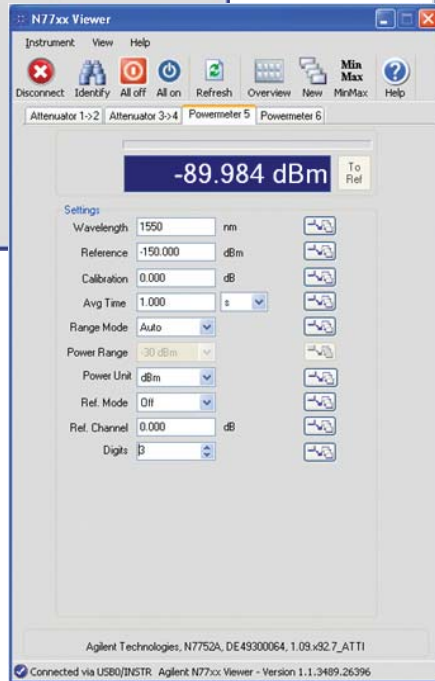 N77xx Viewer
Instrument View Help
Min
Max
Disconnect Identify All off All on Refresh Overview New MinMax Help
Attenuator 1->2 Attenuator 3->4 Powermeter 5 Powermeter 6
-89.984 dBm To Ref
Settings
Wavelength 1550 nm
Reference -150.000 dBm
Calibration 0.000 dB
Avg Time 1.000 s
Range Mode Auto
Power Range -30 dBm
Power Unit dBm
Ref. Mode Off
Ref. Channel 0.000 dB
Digits 3
Agilent Technologies, N7752A, DE49300064, 1.09.x92.7_ATTI
Connected via USB0/INSTR Agilent N77xx Viewer - Version 1.1.3489.26396